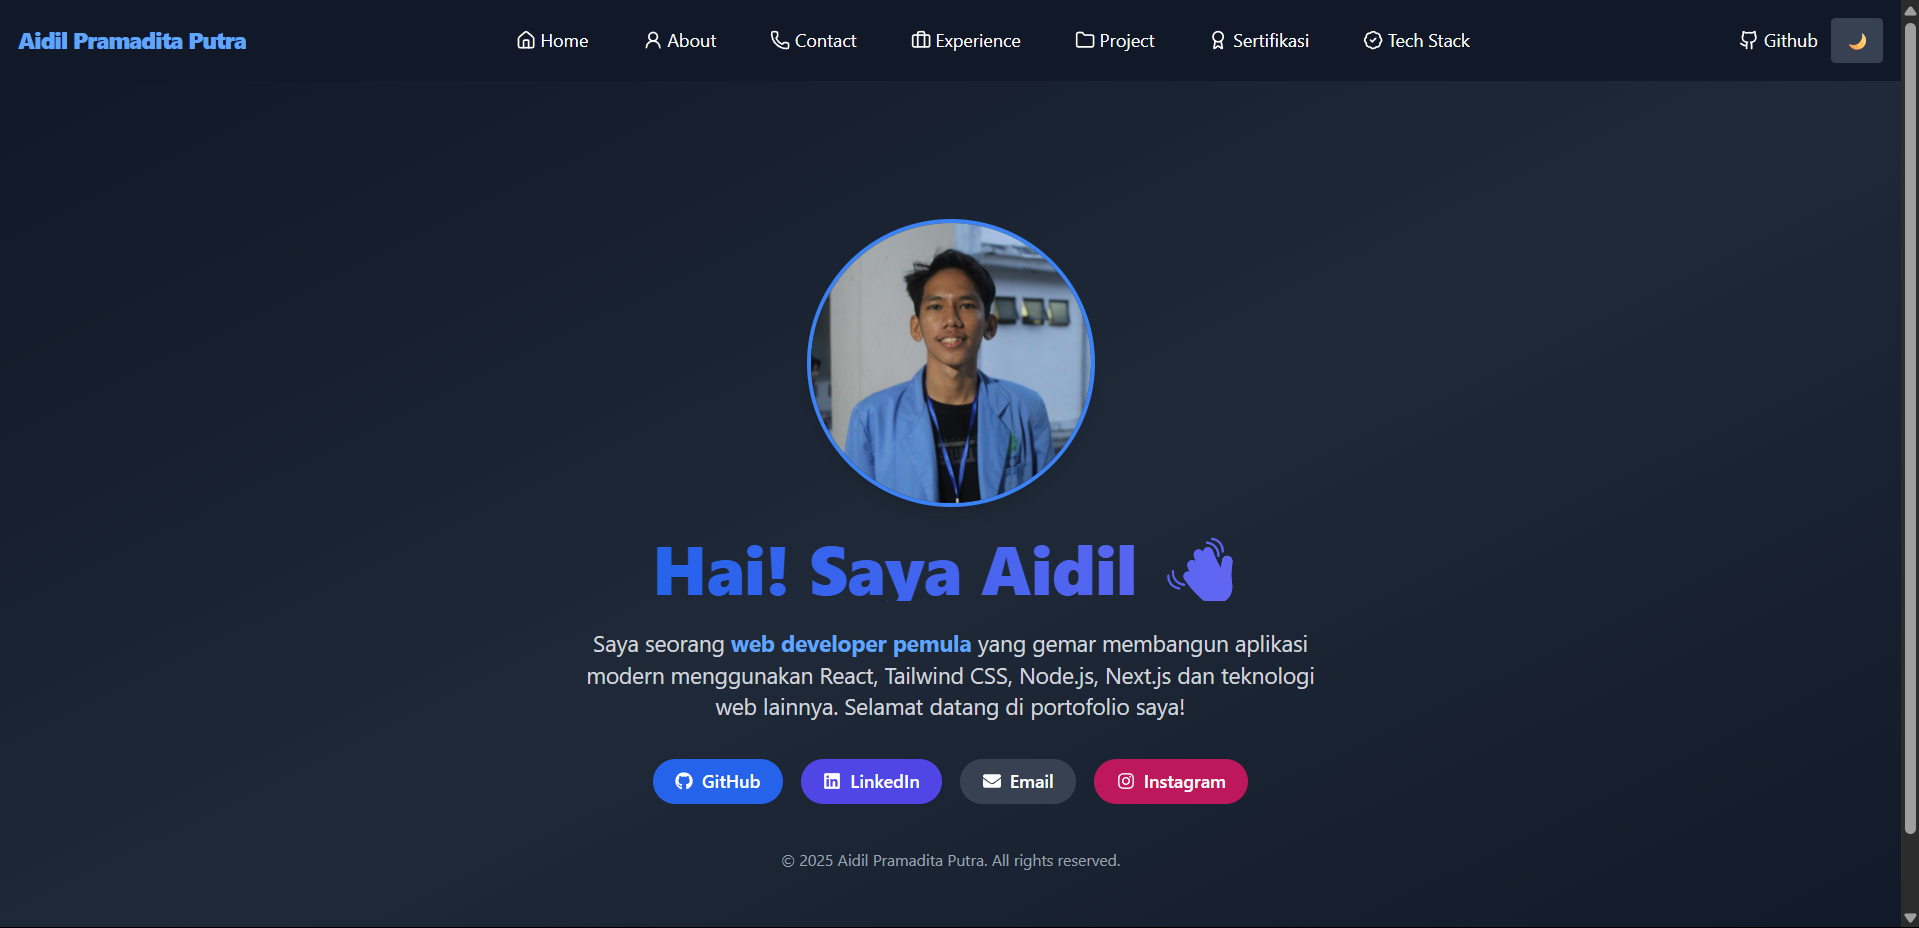 Aidil Pramadita Putra
Home
About
Contact
Experience
Project
Sertifikasi
Tech Stack
Github
Hai! Saya Aidil
Saya seorang web developer pemula yang gemar membangun aplikasi
modern menggunakan React, Tailwind CSS, Node.js, Next.js dan teknologi
web lainnya. Selamat datang di portofolio saya!
GitHub
LinkedIn
Email
Instagram
© 2025 Aidil Pramadita Putra. All rights reserved.